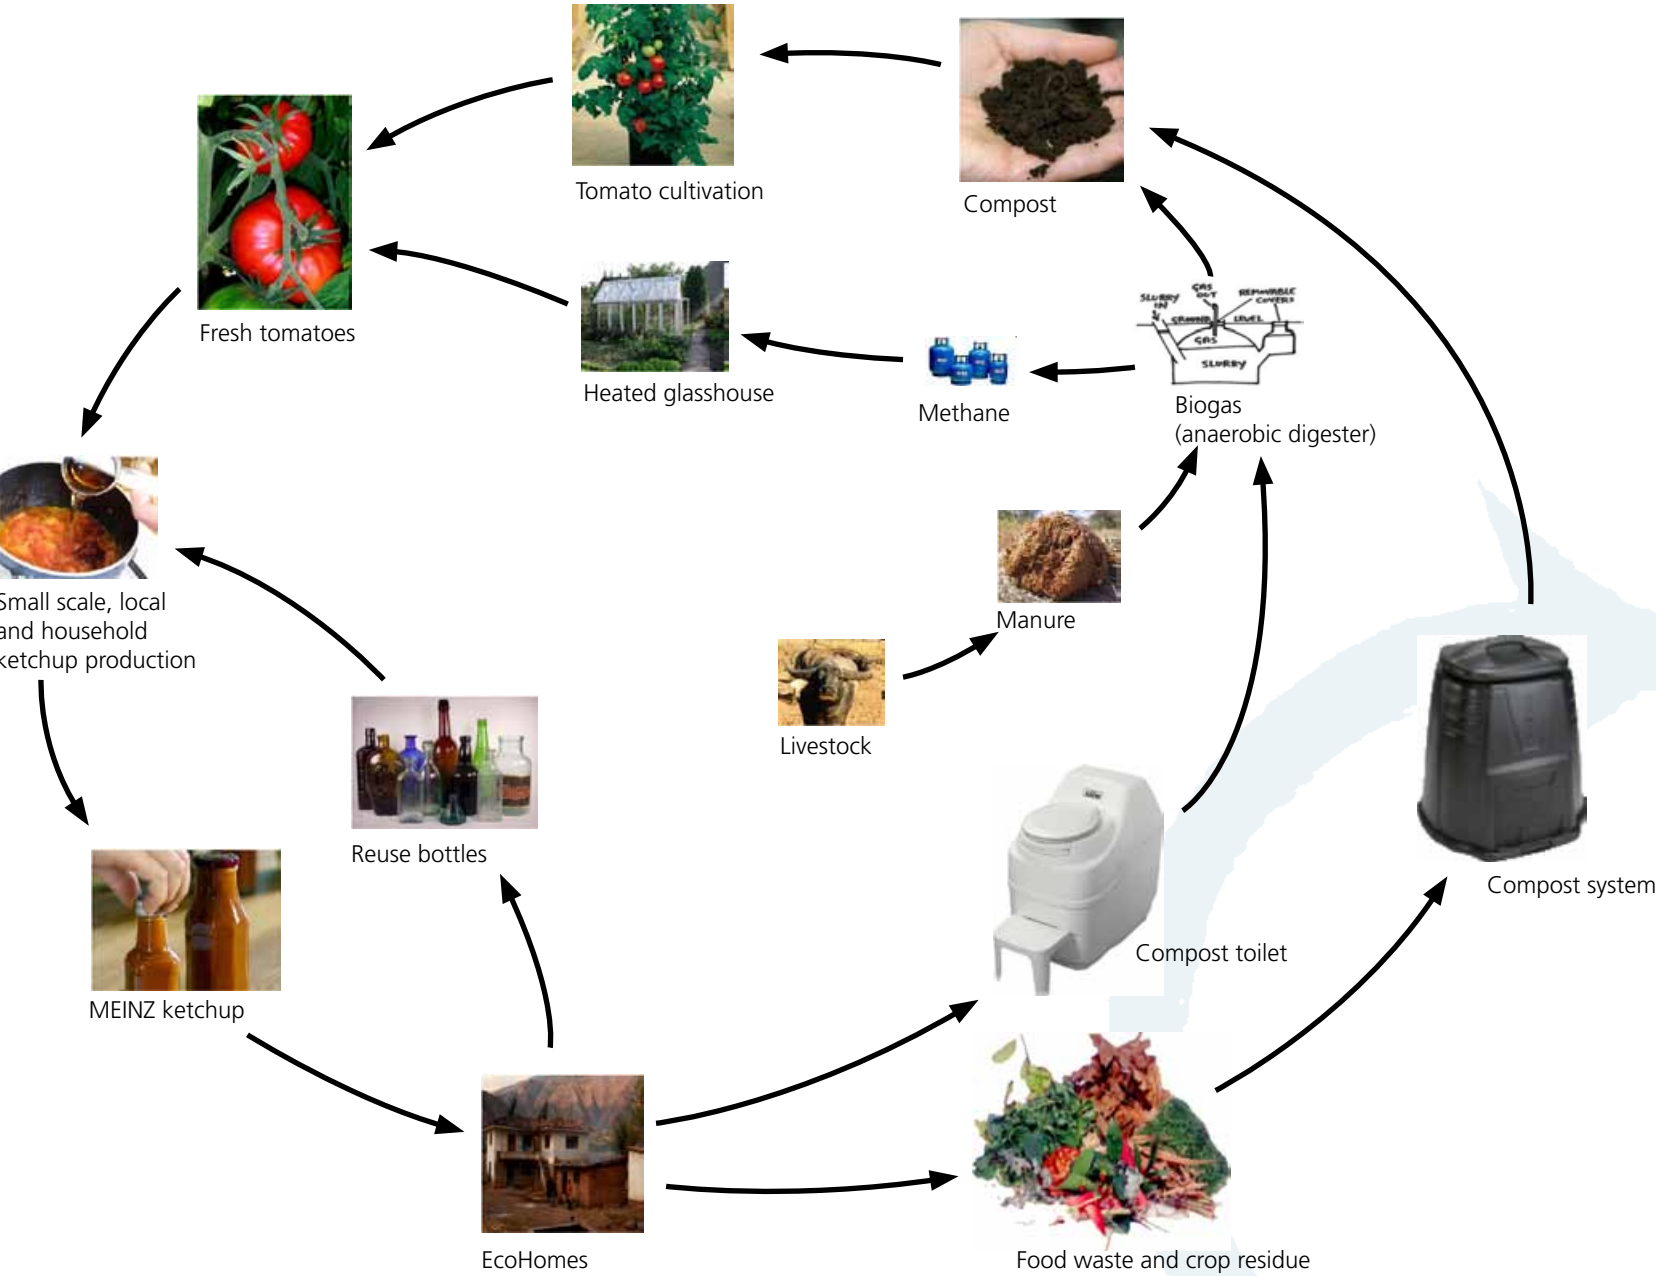 Tomato cultivation
Compost
Fresh tomatoes
Heated glasshouse
Methane
SLURRY
IN
GAS
OUT
REMOVABLE
COVERS
GROUND
LEVEL
GAS
SLURRY
Biogas
(anaerobic digester)
Manure
Livestock
Small scale, local
and household
ketchup production
Reuse bottles
MEINZ ketchup
Compost toilet
Compost system
EcoHomes
Food waste and crop residue